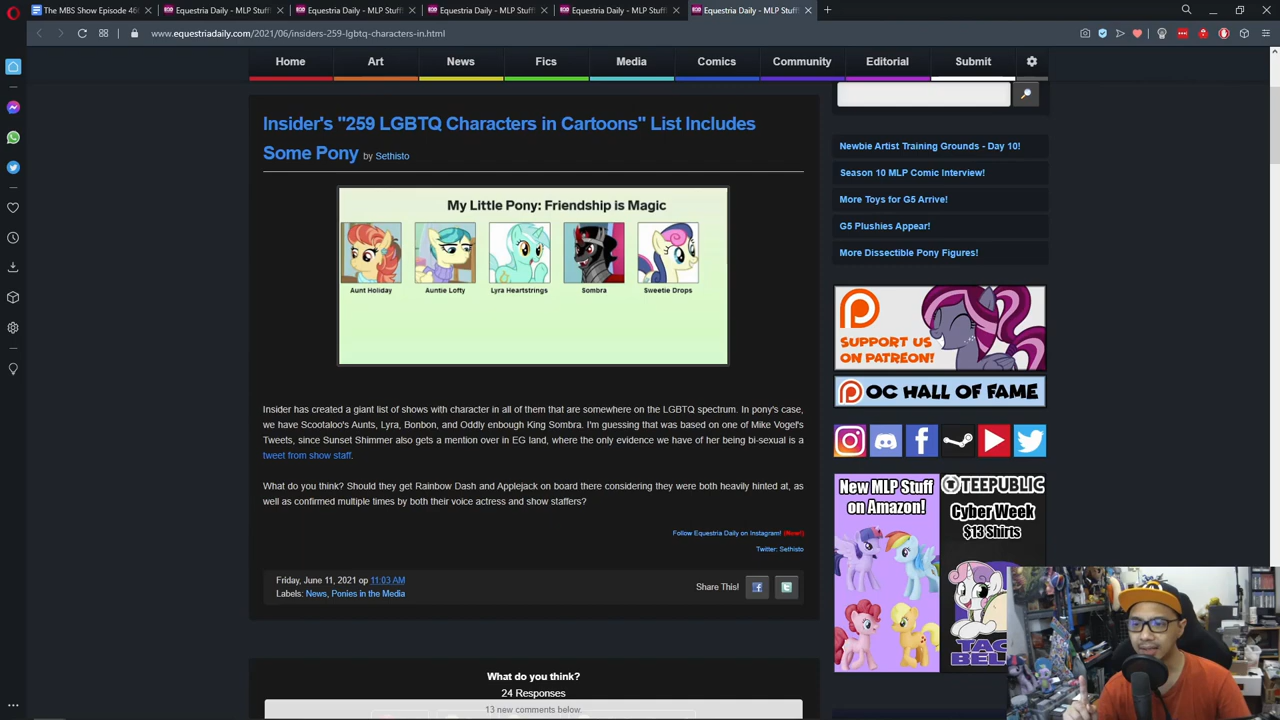 The MBS Show Episode 46
Equestria Daily - MLP Stuff
Equestria Daily - MLP Stuff
Equestria Daily - MLP Stuff
Equestria Daily - MLP Stuff
Equestria Daily - MLP Stuff
www.equestriadaily.com/2021/06/insiders-259-lgbtq-characters-in.html
Home Art News Fics Media Comics Community Editorial Submit
Insider's "259 LGBTQ Characters in Cartoons" List Includes
Some Pony by Sethisto
My Little Pony: Friendship is Magic
Aunt Holiday Auntie Lofty Lyra Heartstrings Sombra Sweetie Drops
Insider has created a giant list of shows with character in all of them that are somewhere on the LGBTQ spectrum. In pony's case,
we have Scootaloo's Aunts, Lyra, Bonbon, and Oddly enbough King Sombra. I'm guessing that was based on one of Mike Vogel's
Tweets, since Sunset Shimmer also gets a mention over in EG land, where the only evidence we have of her being bi-sexual is a
tweet from show staff.
What do you think? Should they get Rainbow Dash and Applejack on board there considering they were both heavily hinted at, as
well as confirmed multiple times by both their voice actress and show staffers?
Follow Equestria Daily on Instagram! (New!)
Twitter: Sethisto
Friday, June 11, 2021 op 11:03 AM
Labels: News, Ponies in the Media
Share This!
What do you think?
24 Responses
13 new comments below.
Newbie Artist Training Grounds - Day 10!
Season 10 MLP Comic Interview!
More Toys for G5 Arrive!
G5 Plushies Appear!
More Dissectible Pony Figures!
SUPPORT US
ON PATREON!
OC HALL OF FAME
New MLP Stuff
on Amazon!
TEEPUBLIC
Cyber Week
$13 Shirts
TAC
BEL